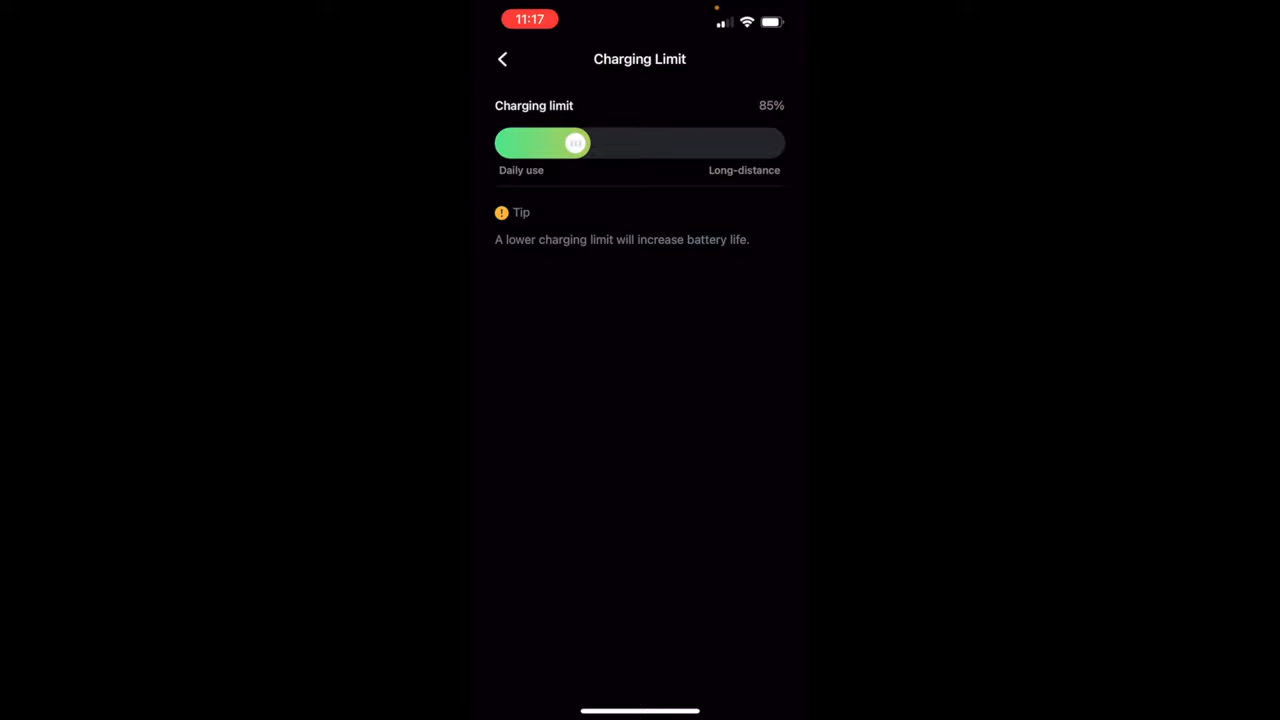 11:17
Charging Limit
Charging limit 85%
Daily use Long-distance
Tip
A lower charging limit will increase battery life.